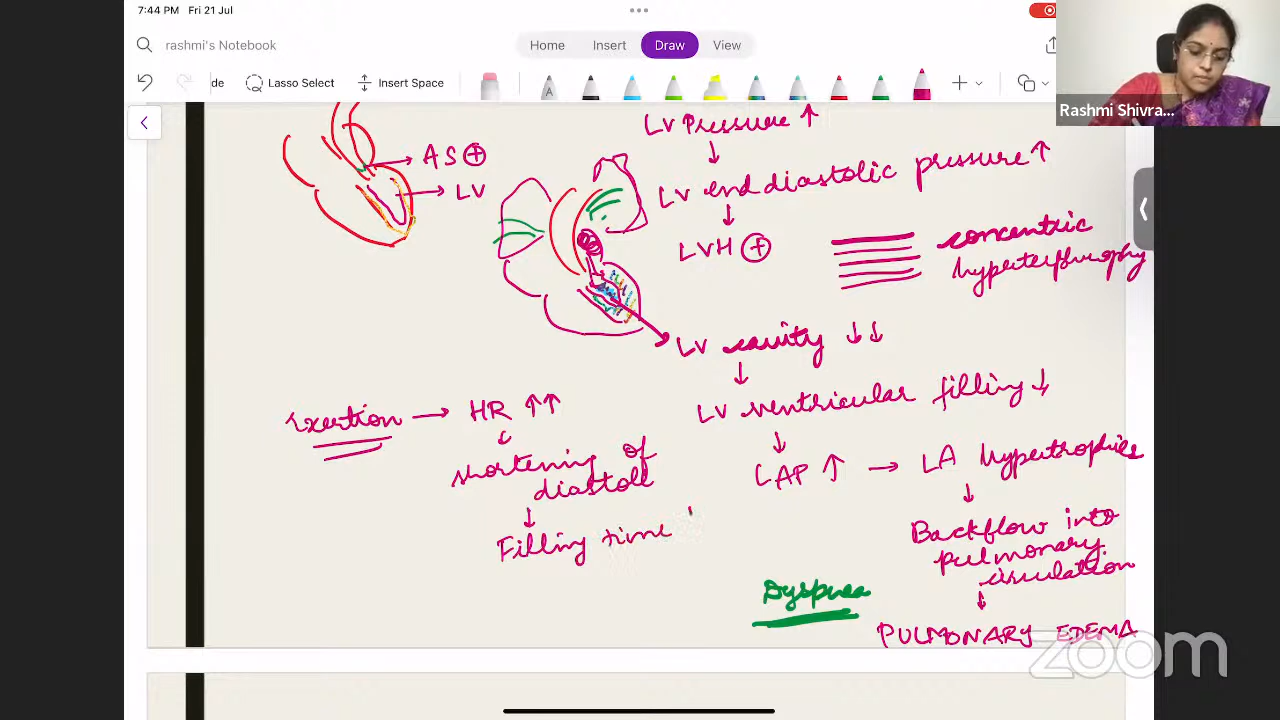 7:44 PM Fri 21 Jul
rashmi's Notebook
Home Insert Draw View
de Lasso Select Insert Space
Rashmi Shivra...
LV Pressure ↑
↓
LV end diastolic pressure ↑
↓
LVH ⊕
concentric
AS ⊕
LV
LV cavity ↓↓
↓
LV ventricular filling ↓
↓
LAP ↑ → LA hypertrophies
↓
Backflow into
pulmonary
circulation
↓
PULMONARY EDEMA
Exertion → HR ↑↑
↓
shortening of
diastole
↓
Filling time
Dyspnea
zoom